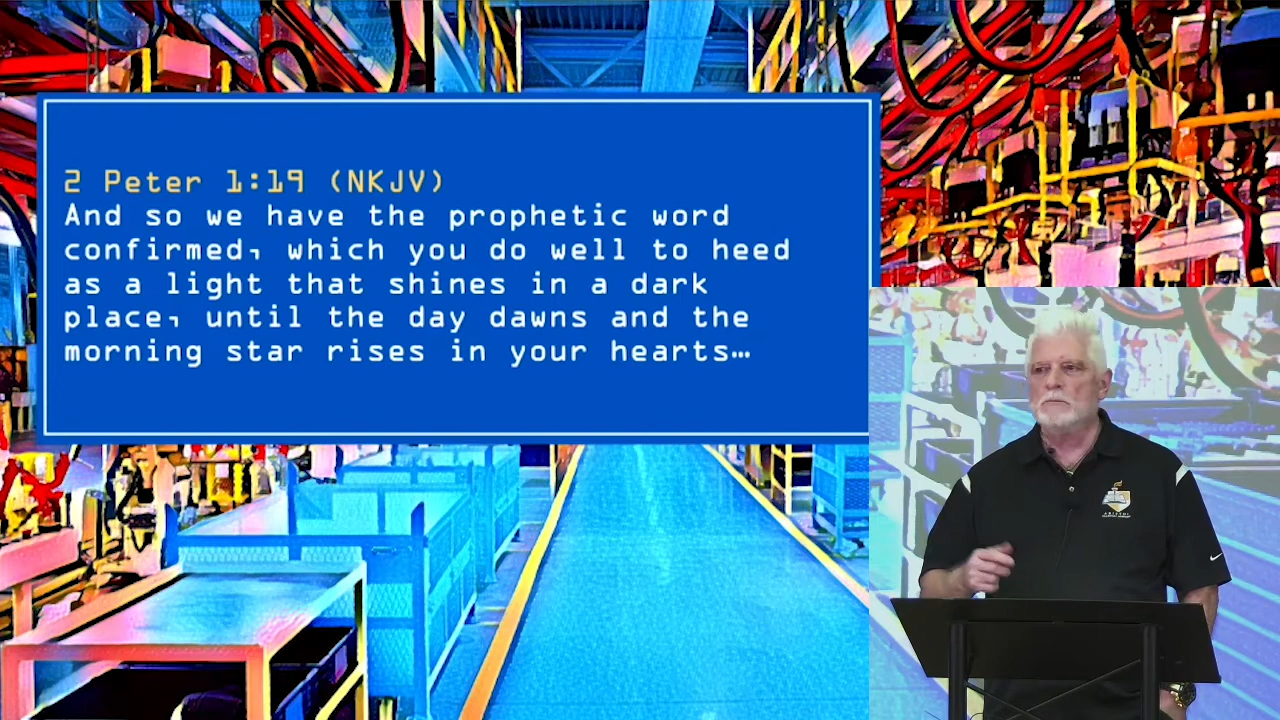 2 Peter 1:19 (NKJV)
And so we have the prophetic word
confirmed, which you do well to heed
as a light that shines in a dark
place, until the day dawns and the
morning star rises in your hearts…